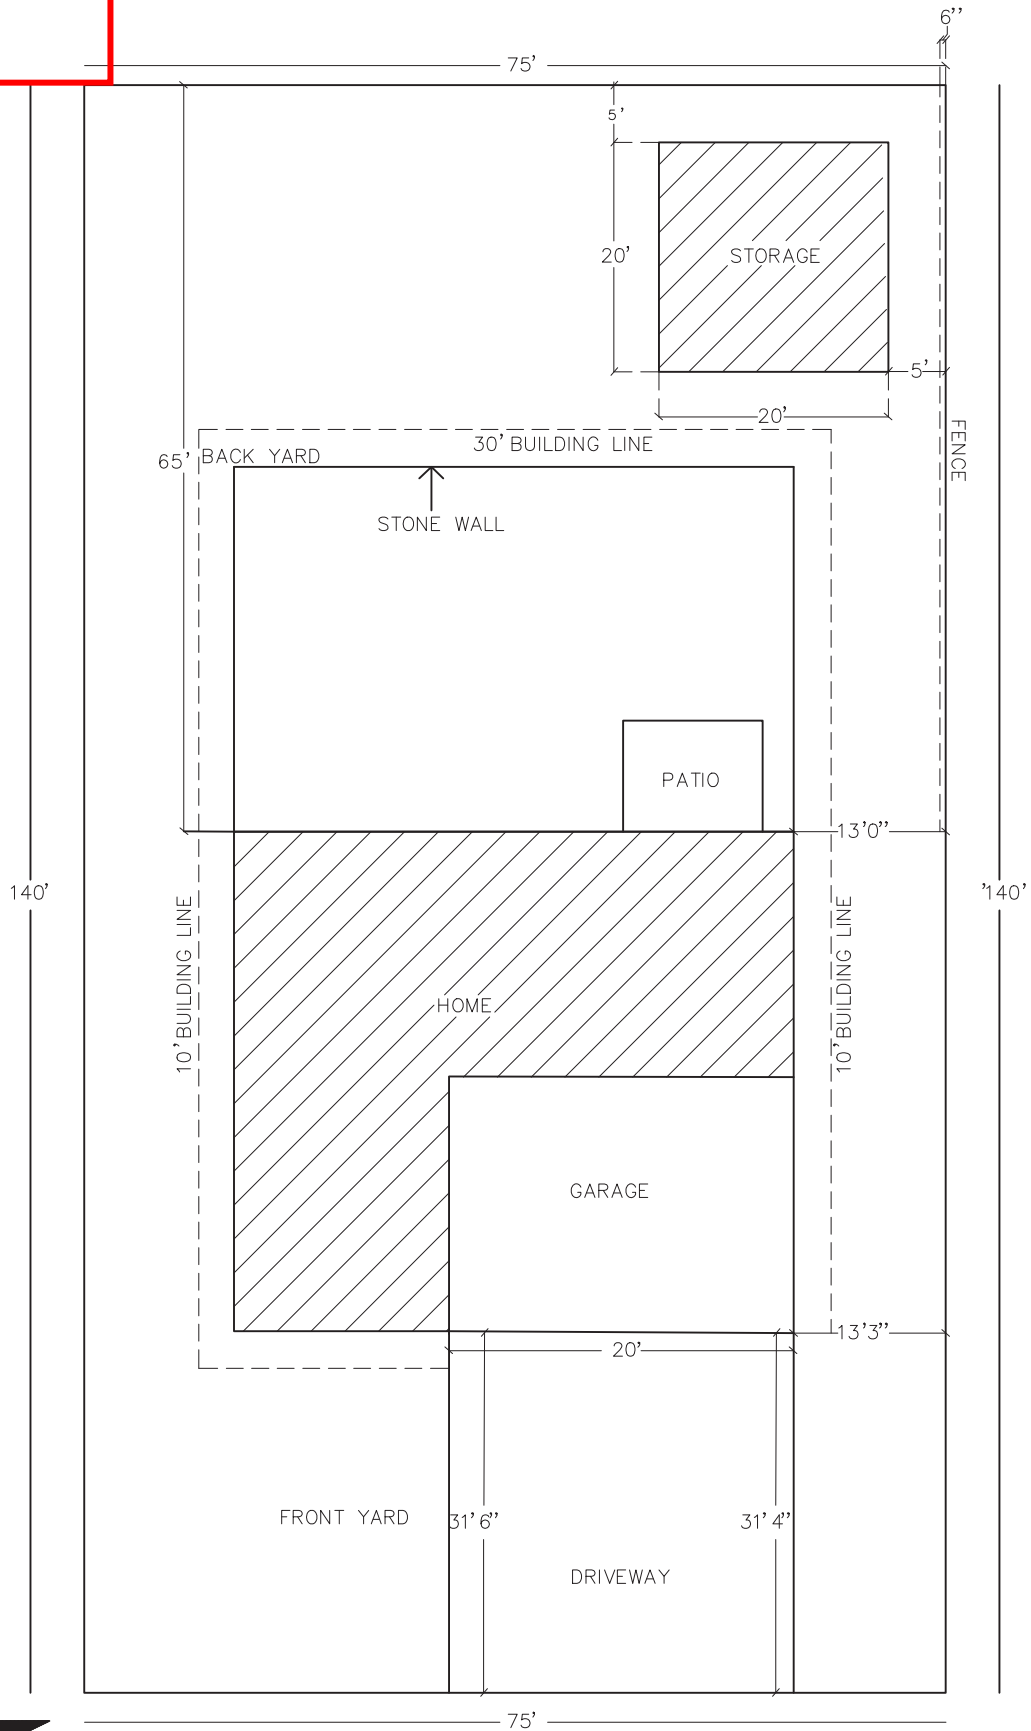 6''
75'
5'
STORAGE
20'
5'
20'
30' BUILDING LINE
BACK YARD
65'
FENCE
STONE WALL
PATIO
13'0''
140'
'140'
10' BUILDING LINE
10' BUILDING LINE
HOME
GARAGE
13'3''
20'
FRONT YARD
31'6''
31'4''
DRIVEWAY
75'